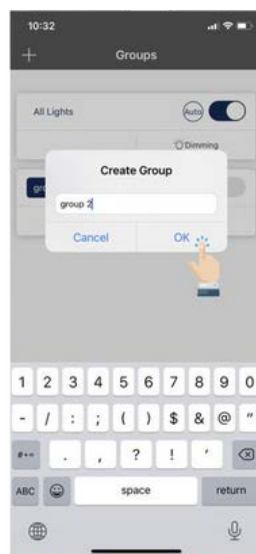 10:32
Groups
All Lights
Auto
Dimming
Create Group
group 2
Cancel
OK
1 2 3 4 5 6 7 8 9 0
- / : ; ( ) $ & @ "
#+= . , ? ! '
ABC space return